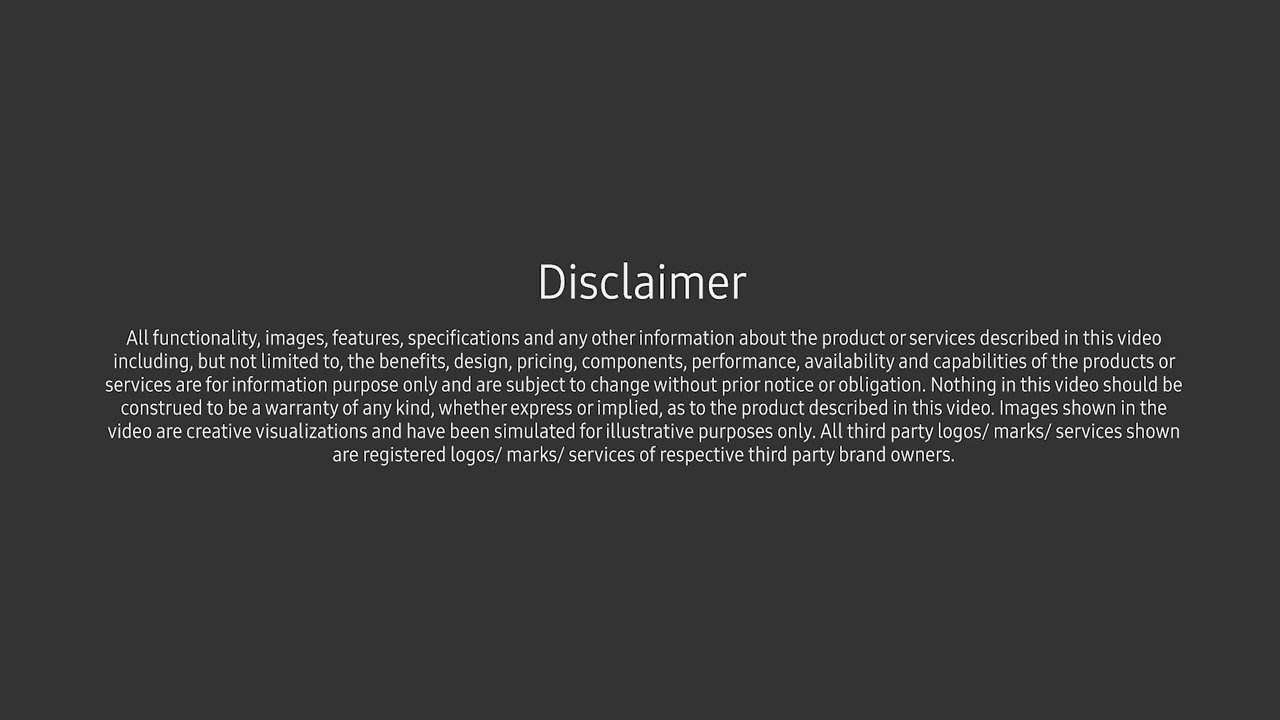 Disclaimer
All functionality, images, features, specifications and any other information about the product or services described in this video
including, but not limited to, the benefits, design, pricing, components, performance, availability and capabilities of the products or
services are for information purpose only and are subject to change without prior notice or obligation. Nothing in this video should be
construed to be a warranty of any kind, whether express or implied, as to the product described in this video. Images shown in the
video are creative visualizations and have been simulated for illustrative purposes only. All third party logos/ marks/ services shown
are registered logos/ marks/ services of respective third party brand owners.